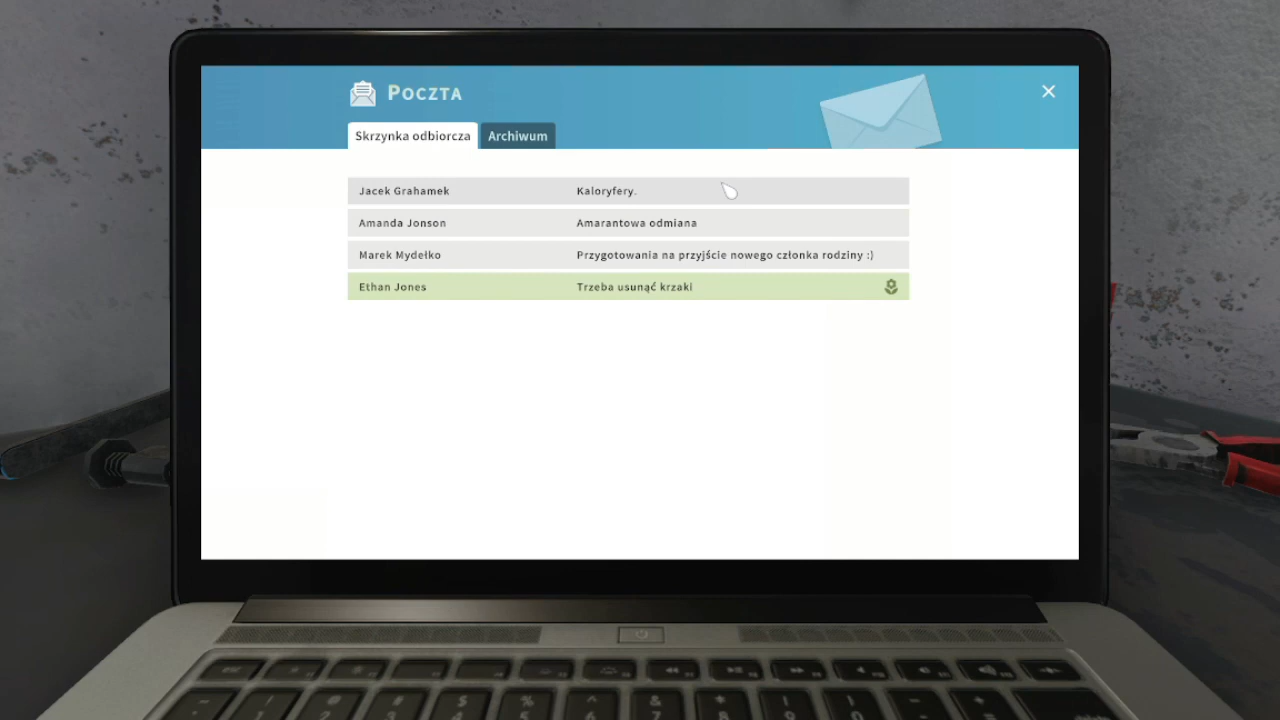 Poczta
Skrzynka odbiorcza Archiwum
Jacek Grahamek Kaloryfery.
Amanda Jonson Amarantowa odmiana
Marek Mydełko Przygotowania na przyjście nowego członka rodziny :)
Ethan Jones Trzeba usunąć krzaki